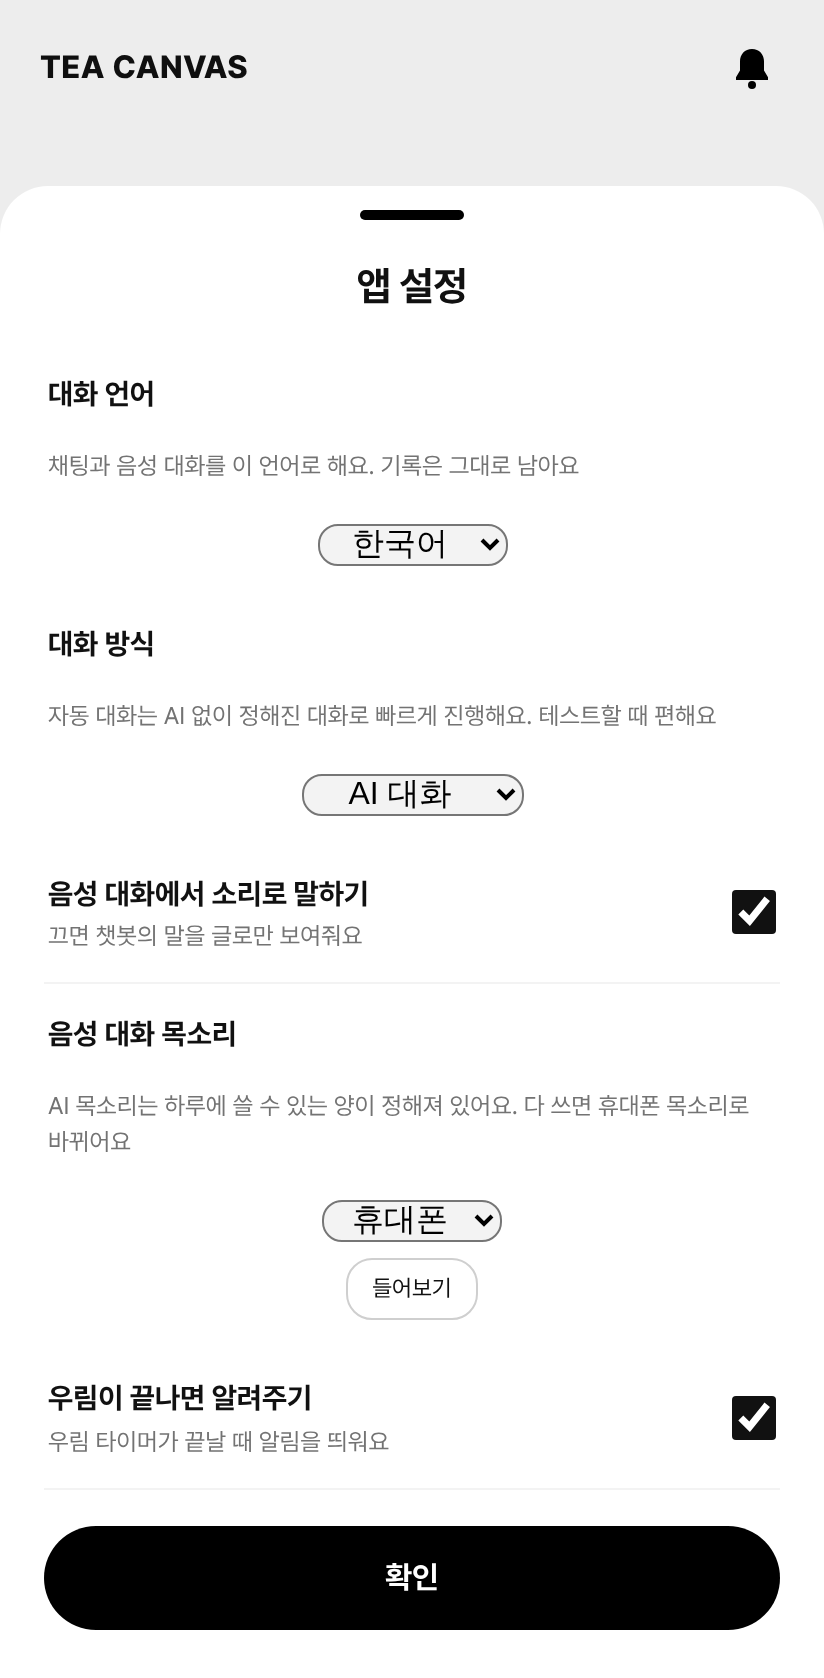 TEA CANVAS
앱 설정
대화 언어
채팅과 음성 대화를 이 언어로 해요. 기록은 그대로 남아요
한국어
대화 방식
자동 대화는 AI 없이 정해진 대화로 빠르게 진행해요. 테스트할 때 편해요
AI 대화
음성 대화에서 소리로 말하기
끄면 챗봇의 말을 글로만 보여줘요
음성 대화 목소리
AI 목소리는 하루에 쓸 수 있는 양이 정해져 있어요. 다 쓰면 휴대폰 목소리로
바뀌어요
휴대폰
들어보기
우림이 끝나면 알려주기
우림 타이머가 끝날 때 알림을 띄워요
확인